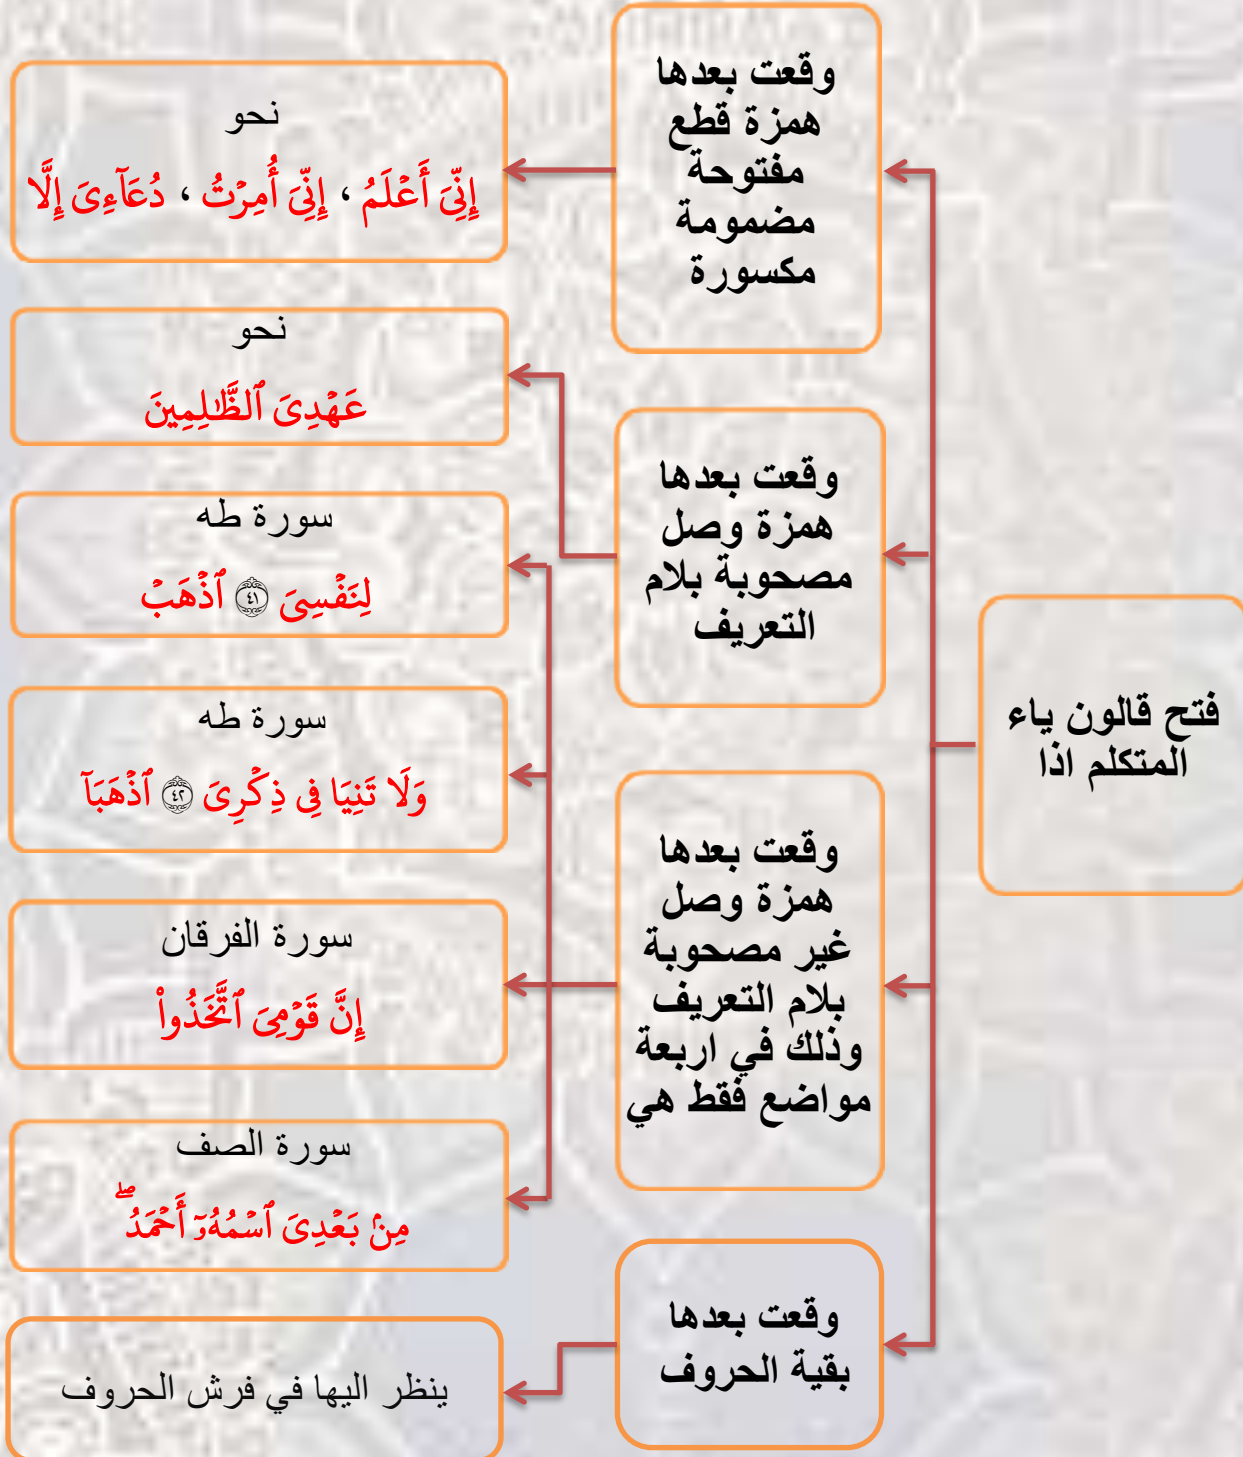 فتح قالون ياء
المتكلم اذا
وقعت بعدها
همزة قطع
مفتوحة
مضمومة
مكسورة
نحو
إِنِّيَ أَعْلَمُ ، إِنِّيَ أُمِرْتُ ، دُعَآءِىَ إِلَّا
وقعت بعدها
همزة وصل
مصحوبة بلام
التعريف
نحو
عَهْدِىَ ٱلظَّٰلِمِينَ
وقعت بعدها
همزة وصل
غير مصحوبة
بلام التعريف
وذلك في اربعة
مواضع فقط هي
سورة طه
لِنَفْسِىَ ٤١ ٱذْهَبْ
سورة طه
وَلَا تَنِيَا فِى ذِكْرِىَ ٤٢ ٱذْهَبَآ
سورة الفرقان
إِنَّ قَوْمِىَ ٱتَّخَذُوا۟
سورة الصف
مِنۢ بَعْدِىَ ٱسْمُهُۥٓ أَحْمَدُۖ
وقعت بعدها
بقية الحروف
ينظر اليها في فرش الحروف